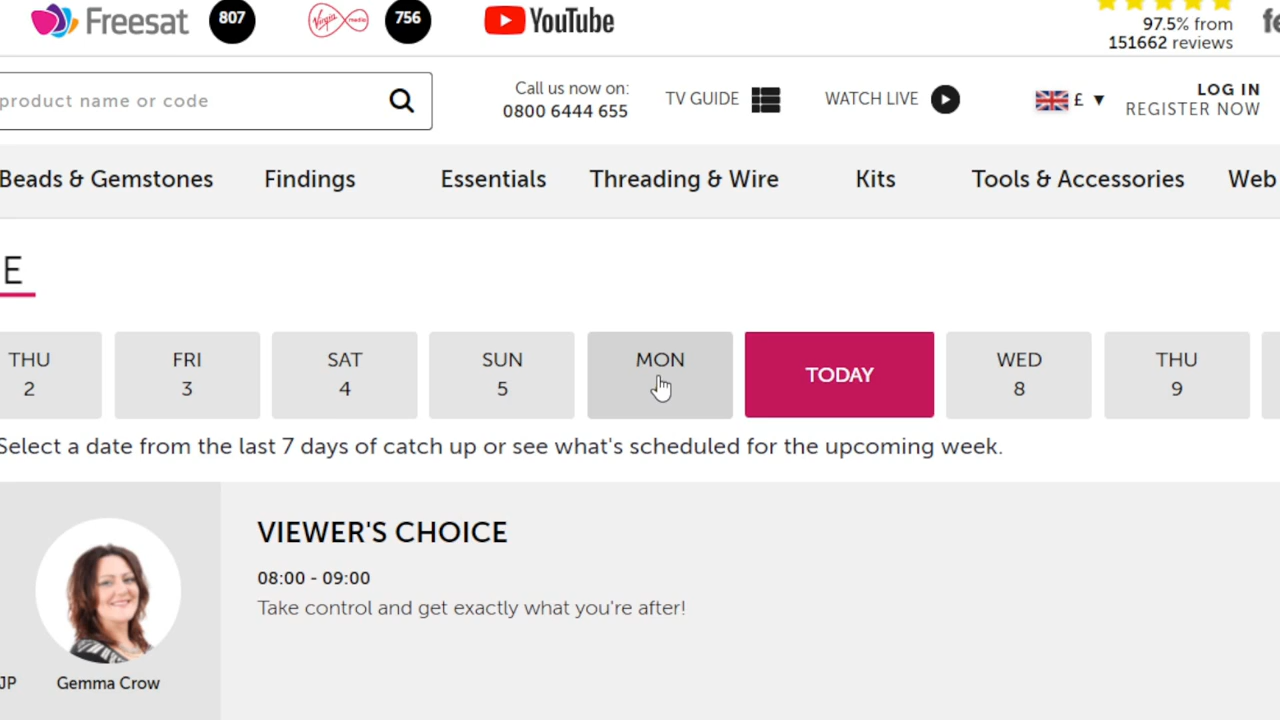 Freesat 807 Virgin media 756 YouTube
97.5% from
151662 reviews
product name or code
Call us now on:
0800 6444 655
TV GUIDE
WATCH LIVE
£ ▼
LOG IN
REGISTER NOW
Beads & Gemstones Findings Essentials Threading & Wire Kits Tools & Accessories Web
E
THU
2
FRI
3
SAT
4
SUN
5
MON
TODAY
WED
8
THU
9
Select a date from the last 7 days of catch up or see what's scheduled for the upcoming week.
VIEWER'S CHOICE
08:00 - 09:00
Take control and get exactly what you're after!
JP Gemma Crow